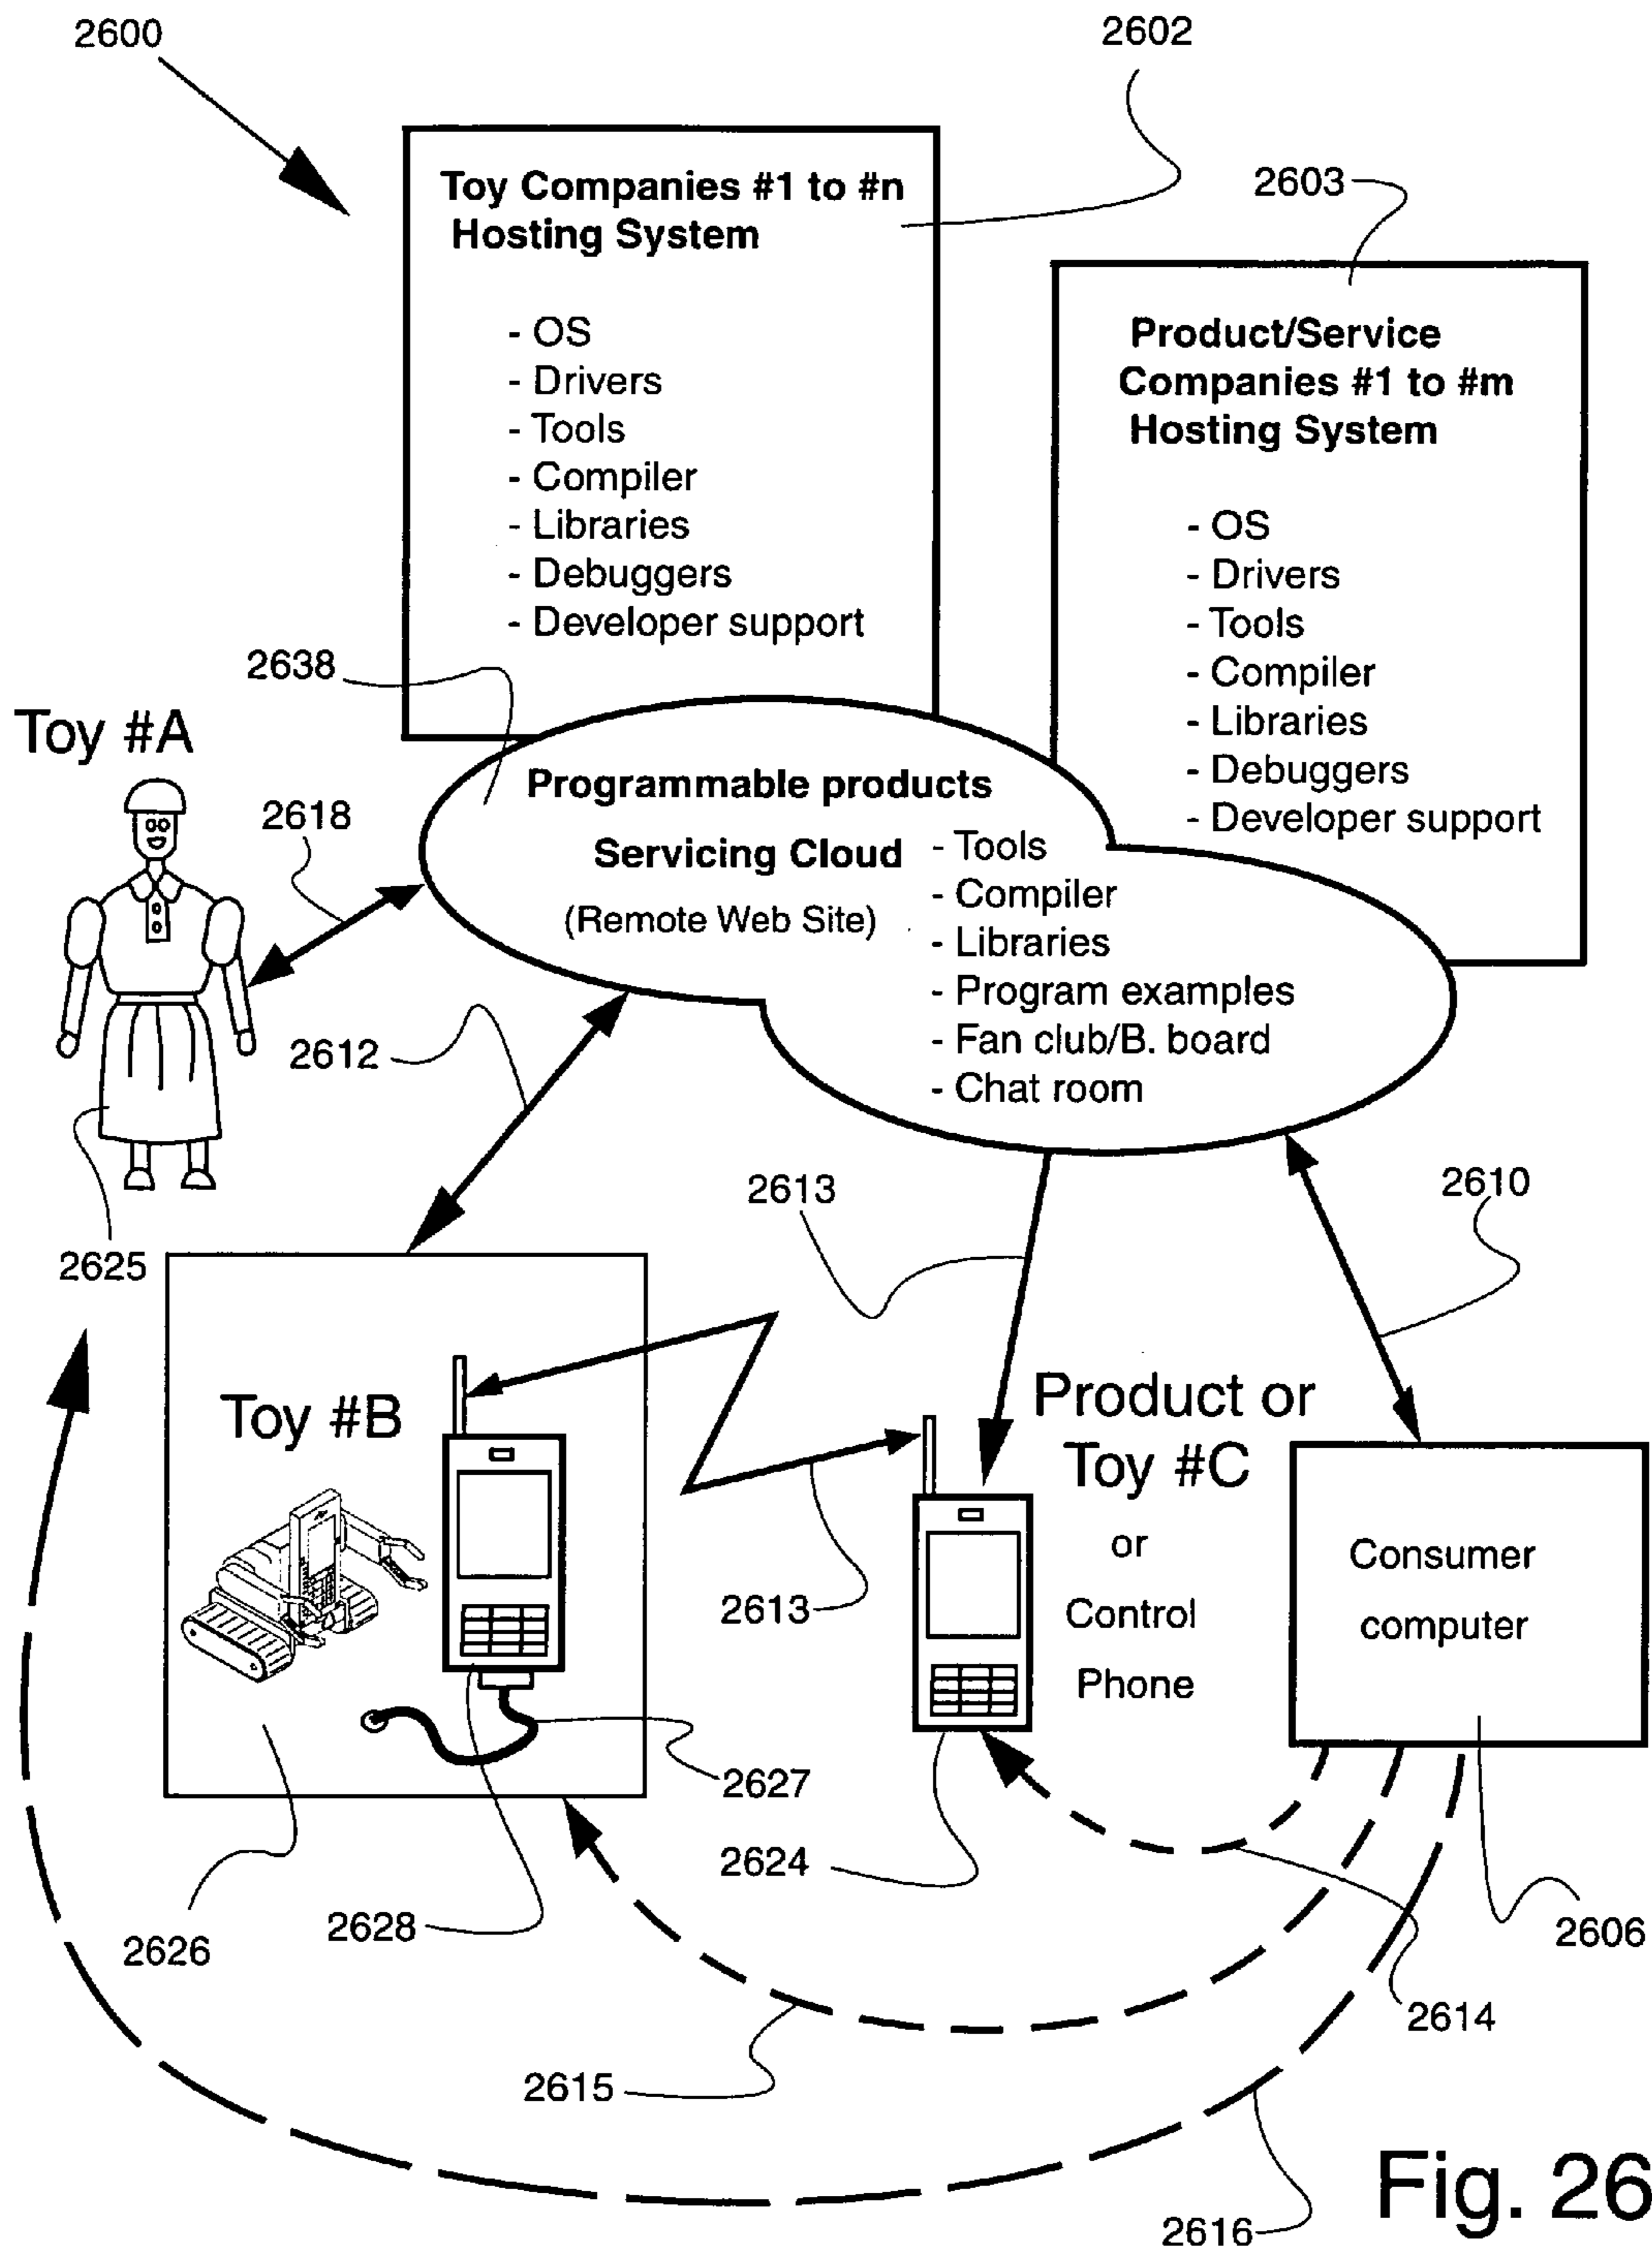 2600
2602
Toy Companies #1 to #n
Hosting System
- OS
- Drivers
- Tools
- Compiler
- Libraries
- Debuggers
- Developer support
2603
Product/Service
Companies #1 to #m
Hosting System
- OS
- Drivers
- Tools
- Compiler
- Libraries
- Debuggers
- Developer support
2638
Toy #A
2618
Programmable products
Servicing Cloud
(Remote Web Site)
- Tools
- Compiler
- Libraries
- Program examples
- Fan club/B. board
- Chat room
2612
2625
2613
2610
Toy #B
Product or
Toy #C
or
Control
Phone
Consumer
computer
2613
2627
2624
2626
2628
2606
2614
2615
2616
Fig. 26